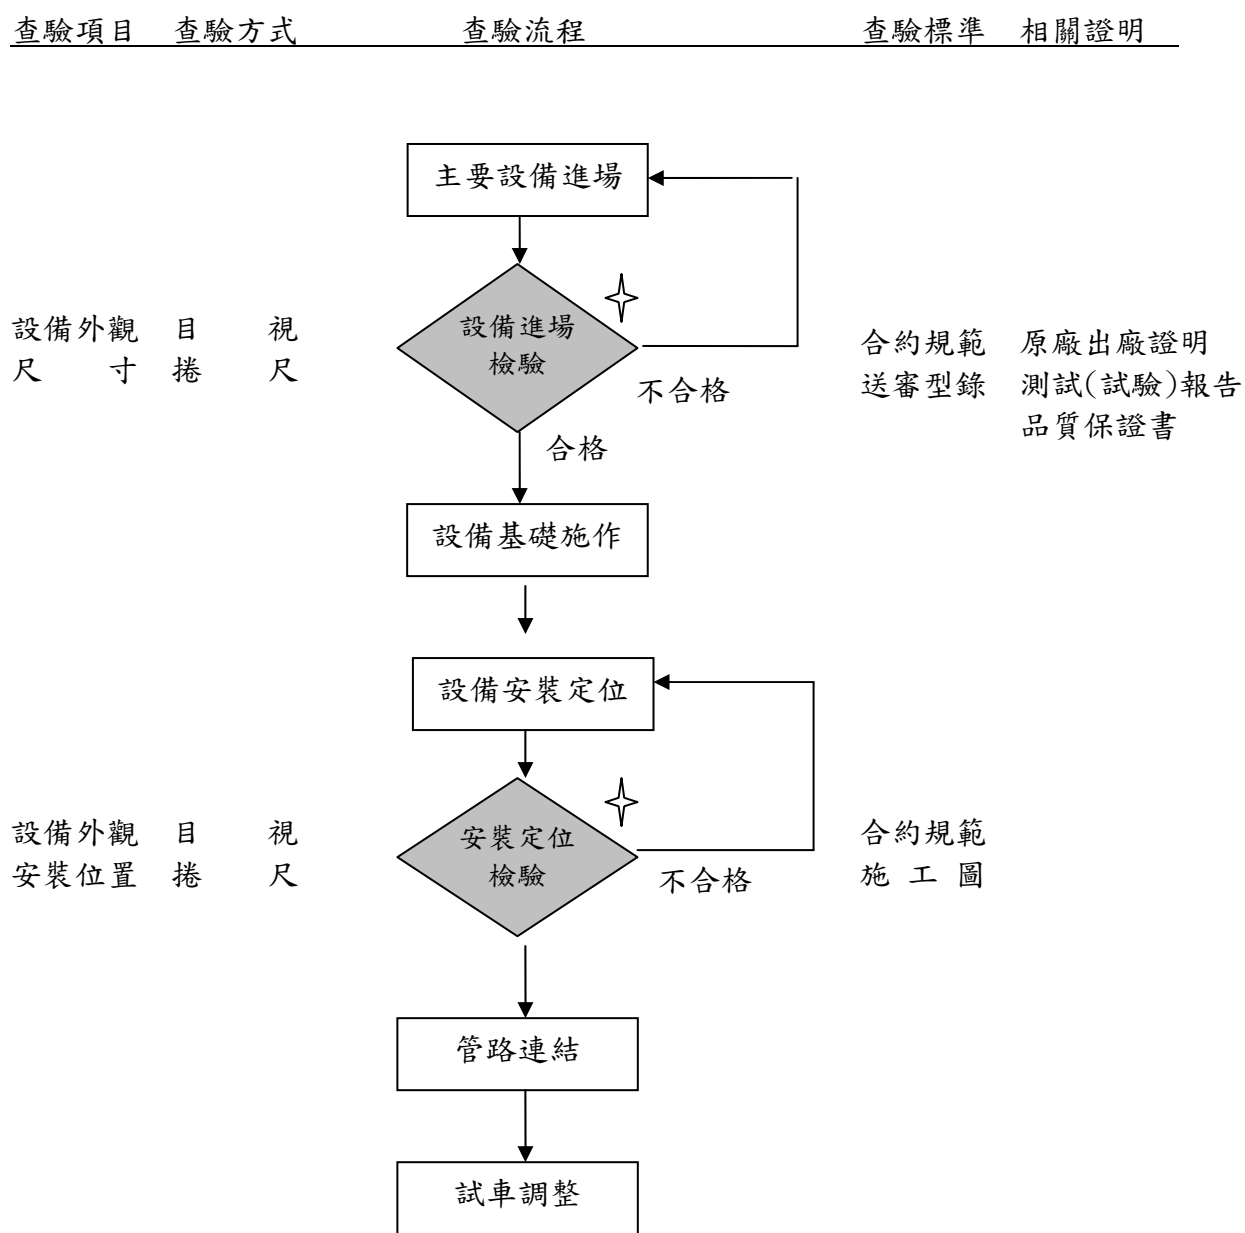 查驗項目 查驗方式 查驗流程 查驗標準 相關證明
主要設備進場
設備外觀 目 視 設備進場 合約規範 原廠出廠證明
尺 寸 捲 尺 檢驗 不合格 送審型錄 測試(試驗)報告
品質保證書
合格
設備基礎施作
設備安裝定位
設備外觀 目 視 安裝定位 合約規範
安裝位置 捲 尺 檢驗 不合格 施 工 圖
管路連結
試車調整